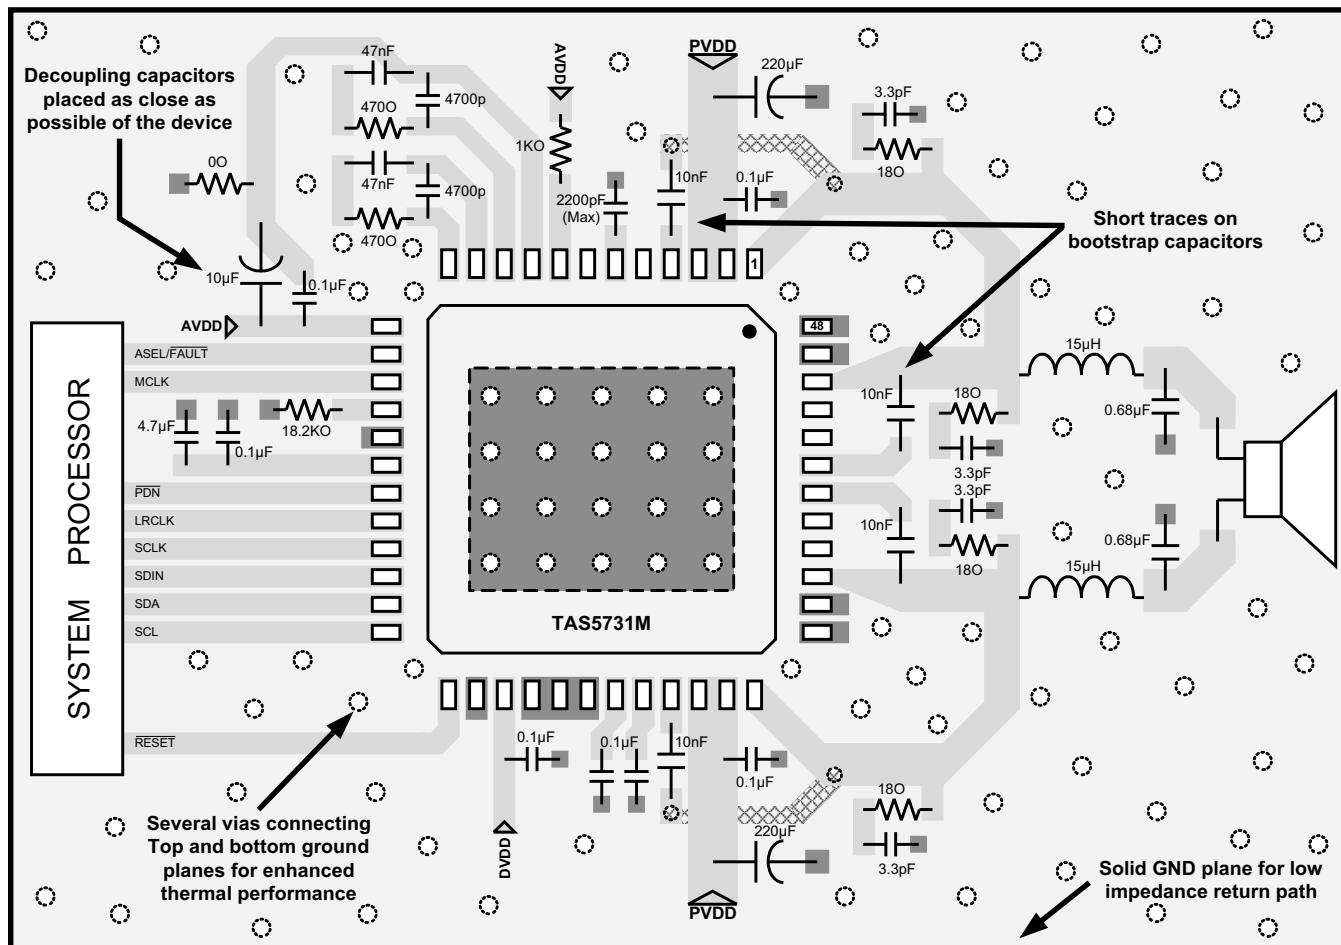 Decoupling capacitors
placed as close as
possible of the device
47nF
4700p
470O
47nF
4700p
470O
0O
10µF
0.1µF
AVDD
AVDD
1KO
2200pF
(Max)
10nF
PVDD
220µF
0.1µF
3.3pF
18O
Short traces on
bootstrap capacitors
1
48
SYSTEM PROCESSOR
ASEL/FAULT
MCLK
4.7µF
0.1µF
18.2KO
PDN
LRCLK
SCLK
SDIN
SDA
SCL
RESET
TAS5731M
10nF
18O
3.3pF
3.3pF
10nF
18O
15µH
0.68µF
0.68µF
15µH
0.1µF
0.1µF
10nF
0.1µF
DVDD
220µF
PVDD
18O
3.3pF
Several vias connecting
Top and bottom ground
planes for enhanced
thermal performance
Solid GND plane for low
impedance return path